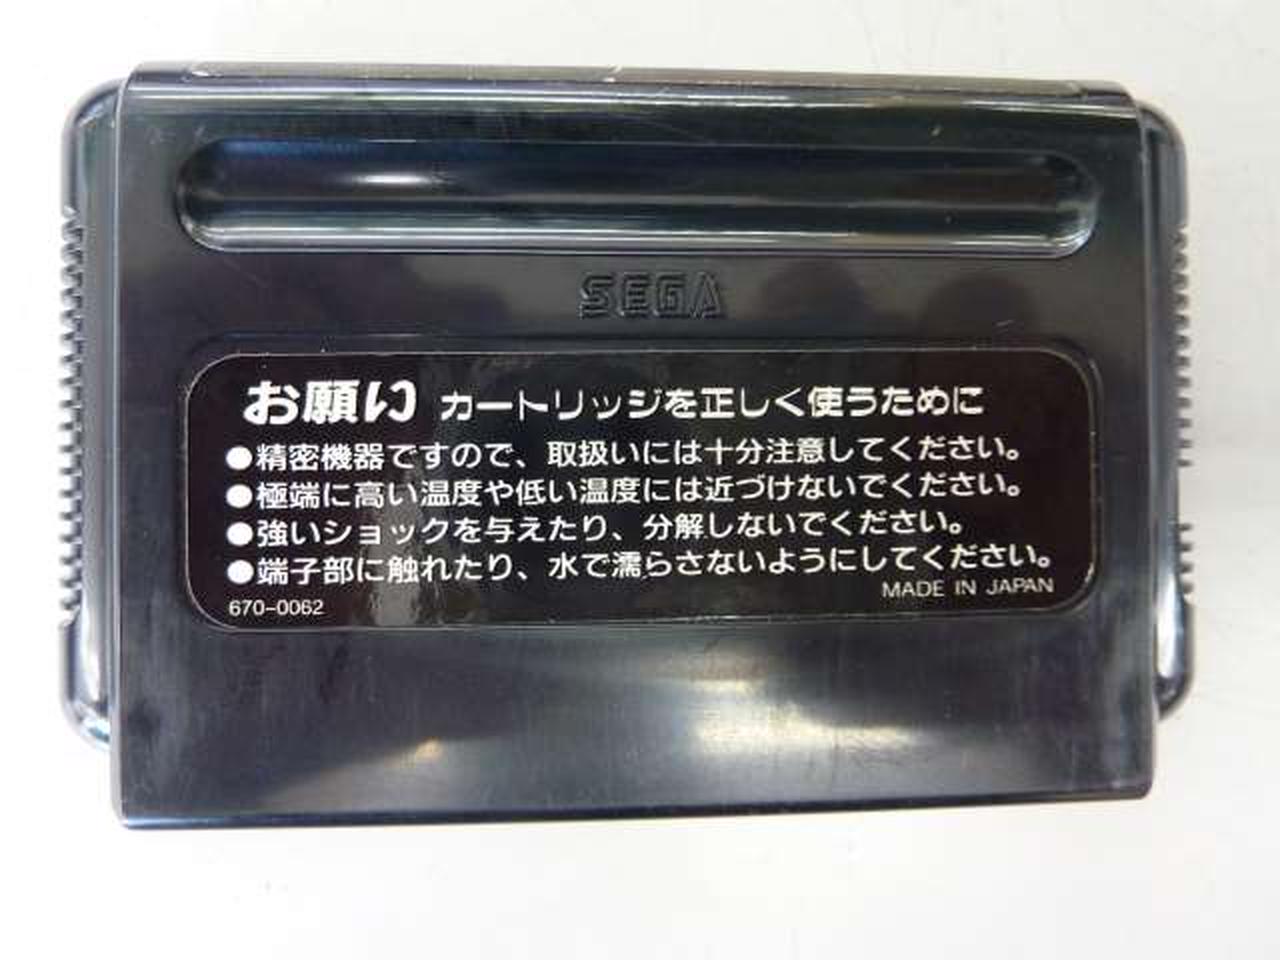 SEGA
お願い カートリッジを正しく使うために
●精密機器ですので、取扱いには十分注意してください。
●極端に高い温度や低い温度には近づけないでください。
●強いショックを与えたり、分解しないでください。
●端子部に触れたり、水で濡らさないようにしてください。
MADE IN JAPAN
670-0062